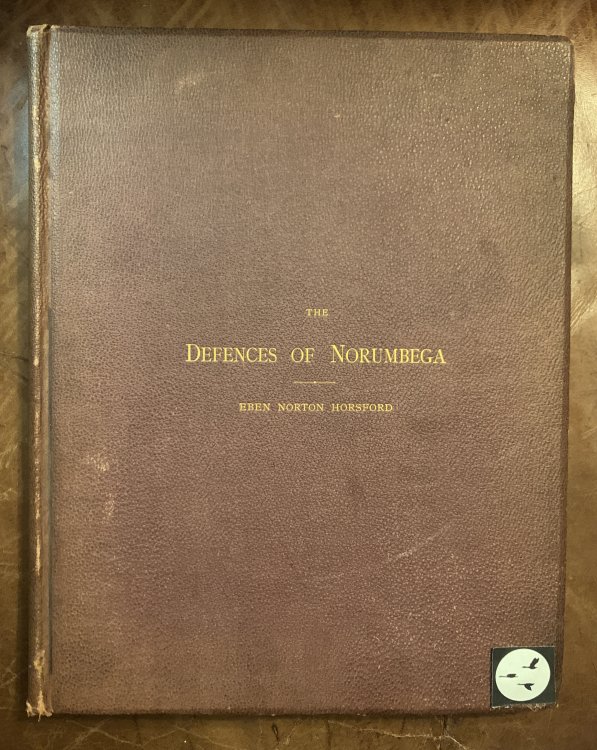 THE
DEFENCES OF NORUMBEGA
EBEN NORTON HORSFORD